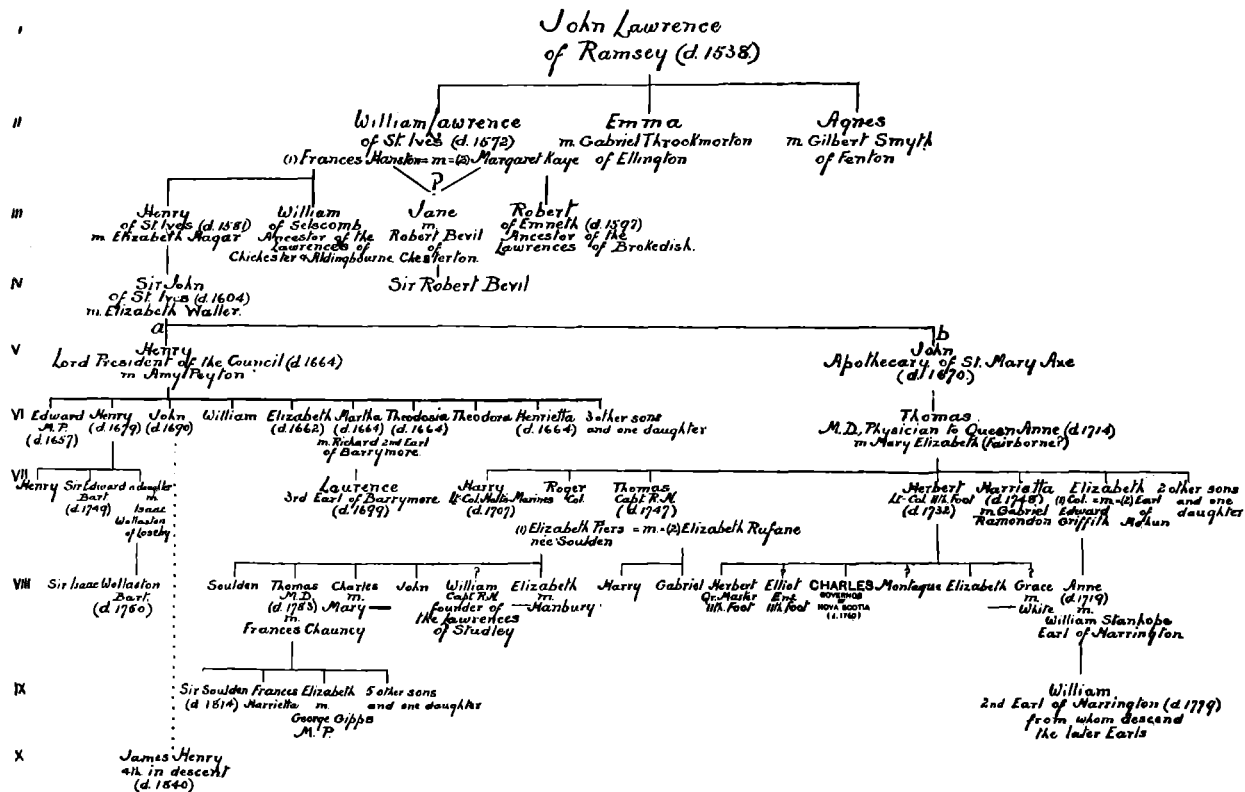 I
John Lawrence
of Ramsey (d. 1538.)
II
William Lawrence
of St. Ives (d. 1572)
(1) Frances Hanston = m = (2) Margaret Kaye
Emma
m Gabriel Throckmorton
of Ellington
Agnes
m Gilbert Smyth
of Fenton
?
III
Henry
of St Ives (d. 1581)
m Elizabeth Hagar
William
of Selscomb
Ancestor of the
Lawrences of
Chichester & Aldingbourne
Jane
m
Robert Bevil
of
Chesterton.
Robert
of Emneth (d. 1597)
Ancestor of the
Lawrences of Brokedish.
IV
Sir John
of St. Ives (d. 1604)
m. Elizabeth Waller.
Sir Robert Bevil
a
b
V
Henry
Lord President of the Council (d 1664)
m Amy Peyton
John
Apothecary of St. Mary Axe
(d. 1670.)
VI
Edward
M.P.
(d. 1657)
Henry
(d. 1679)
John
(d. 1690)
William
Elizabeth
(d. 1662)
Martha
(d. 1664)
m. Richard 2nd Earl
of Barrymore.
Theodosia
(d. 1664)
Theodora
Henrietta
(d. 1664)
3 other sons
and one daughter
Thomas
M.D., Physician to Queen Anne (d. 1714)
m Mary Elizabeth (Fairborne?)
VII
Henry
Sir Edward
Bart
(d. 1749)
a daughter
m
Isaac
Wollaston
of Loseby
Laurence
3rd Earl of Barrymore
(d. 1699)
Harry
Lt-Col. Holt's Marines
(d. 1707)
Roger
Col.
Thomas
Capt R.N.
(d. 1747)
(1) Elizabeth Piers = m = (2) Elizabeth Rufane
née Soulden
Herbert
Lt-Col 11th Foot
(d. 1732)
Harrietta
(d. 1748)
m Gabriel
Ramondon
Elizabeth
(1) Col. = m = (2) Earl
Edward of
Griffith Mohun
2 other sons
and one
daughter
VIII
Sir Isaac Wollaston
Bart.
(d. 1750)
Soulden
Thomas
M.D.
(d. 1783)
m.
Frances Chauncy
Charles
m.
Mary
John
?
William
Capt R.N.
founder of
the Lawrences
of Studley
Elizabeth
m.
Hanbury
Harry
Gabriel
Herbert
Qr. Master
11th. Foot
Elliot
Ens
11th Foot
CHARLES
GOVERNOR
OF
NOVA SCOTIA
(d. 1760)
?
Montague
Elizabeth
?
Grace
m.
White
Anne
(d. 1719)
m.
William Stanhope
Earl of Harrington
IX
Sir Soulden
(d 1814)
Frances
Harrietta
Elizabeth
m.
George Gipps
M.P.
5 other sons
and one daughter
William
2nd Earl of Harrington (d. 1779)
from whom descend
the later Earls
X
James Henry
4th in descent
(d. 1840)